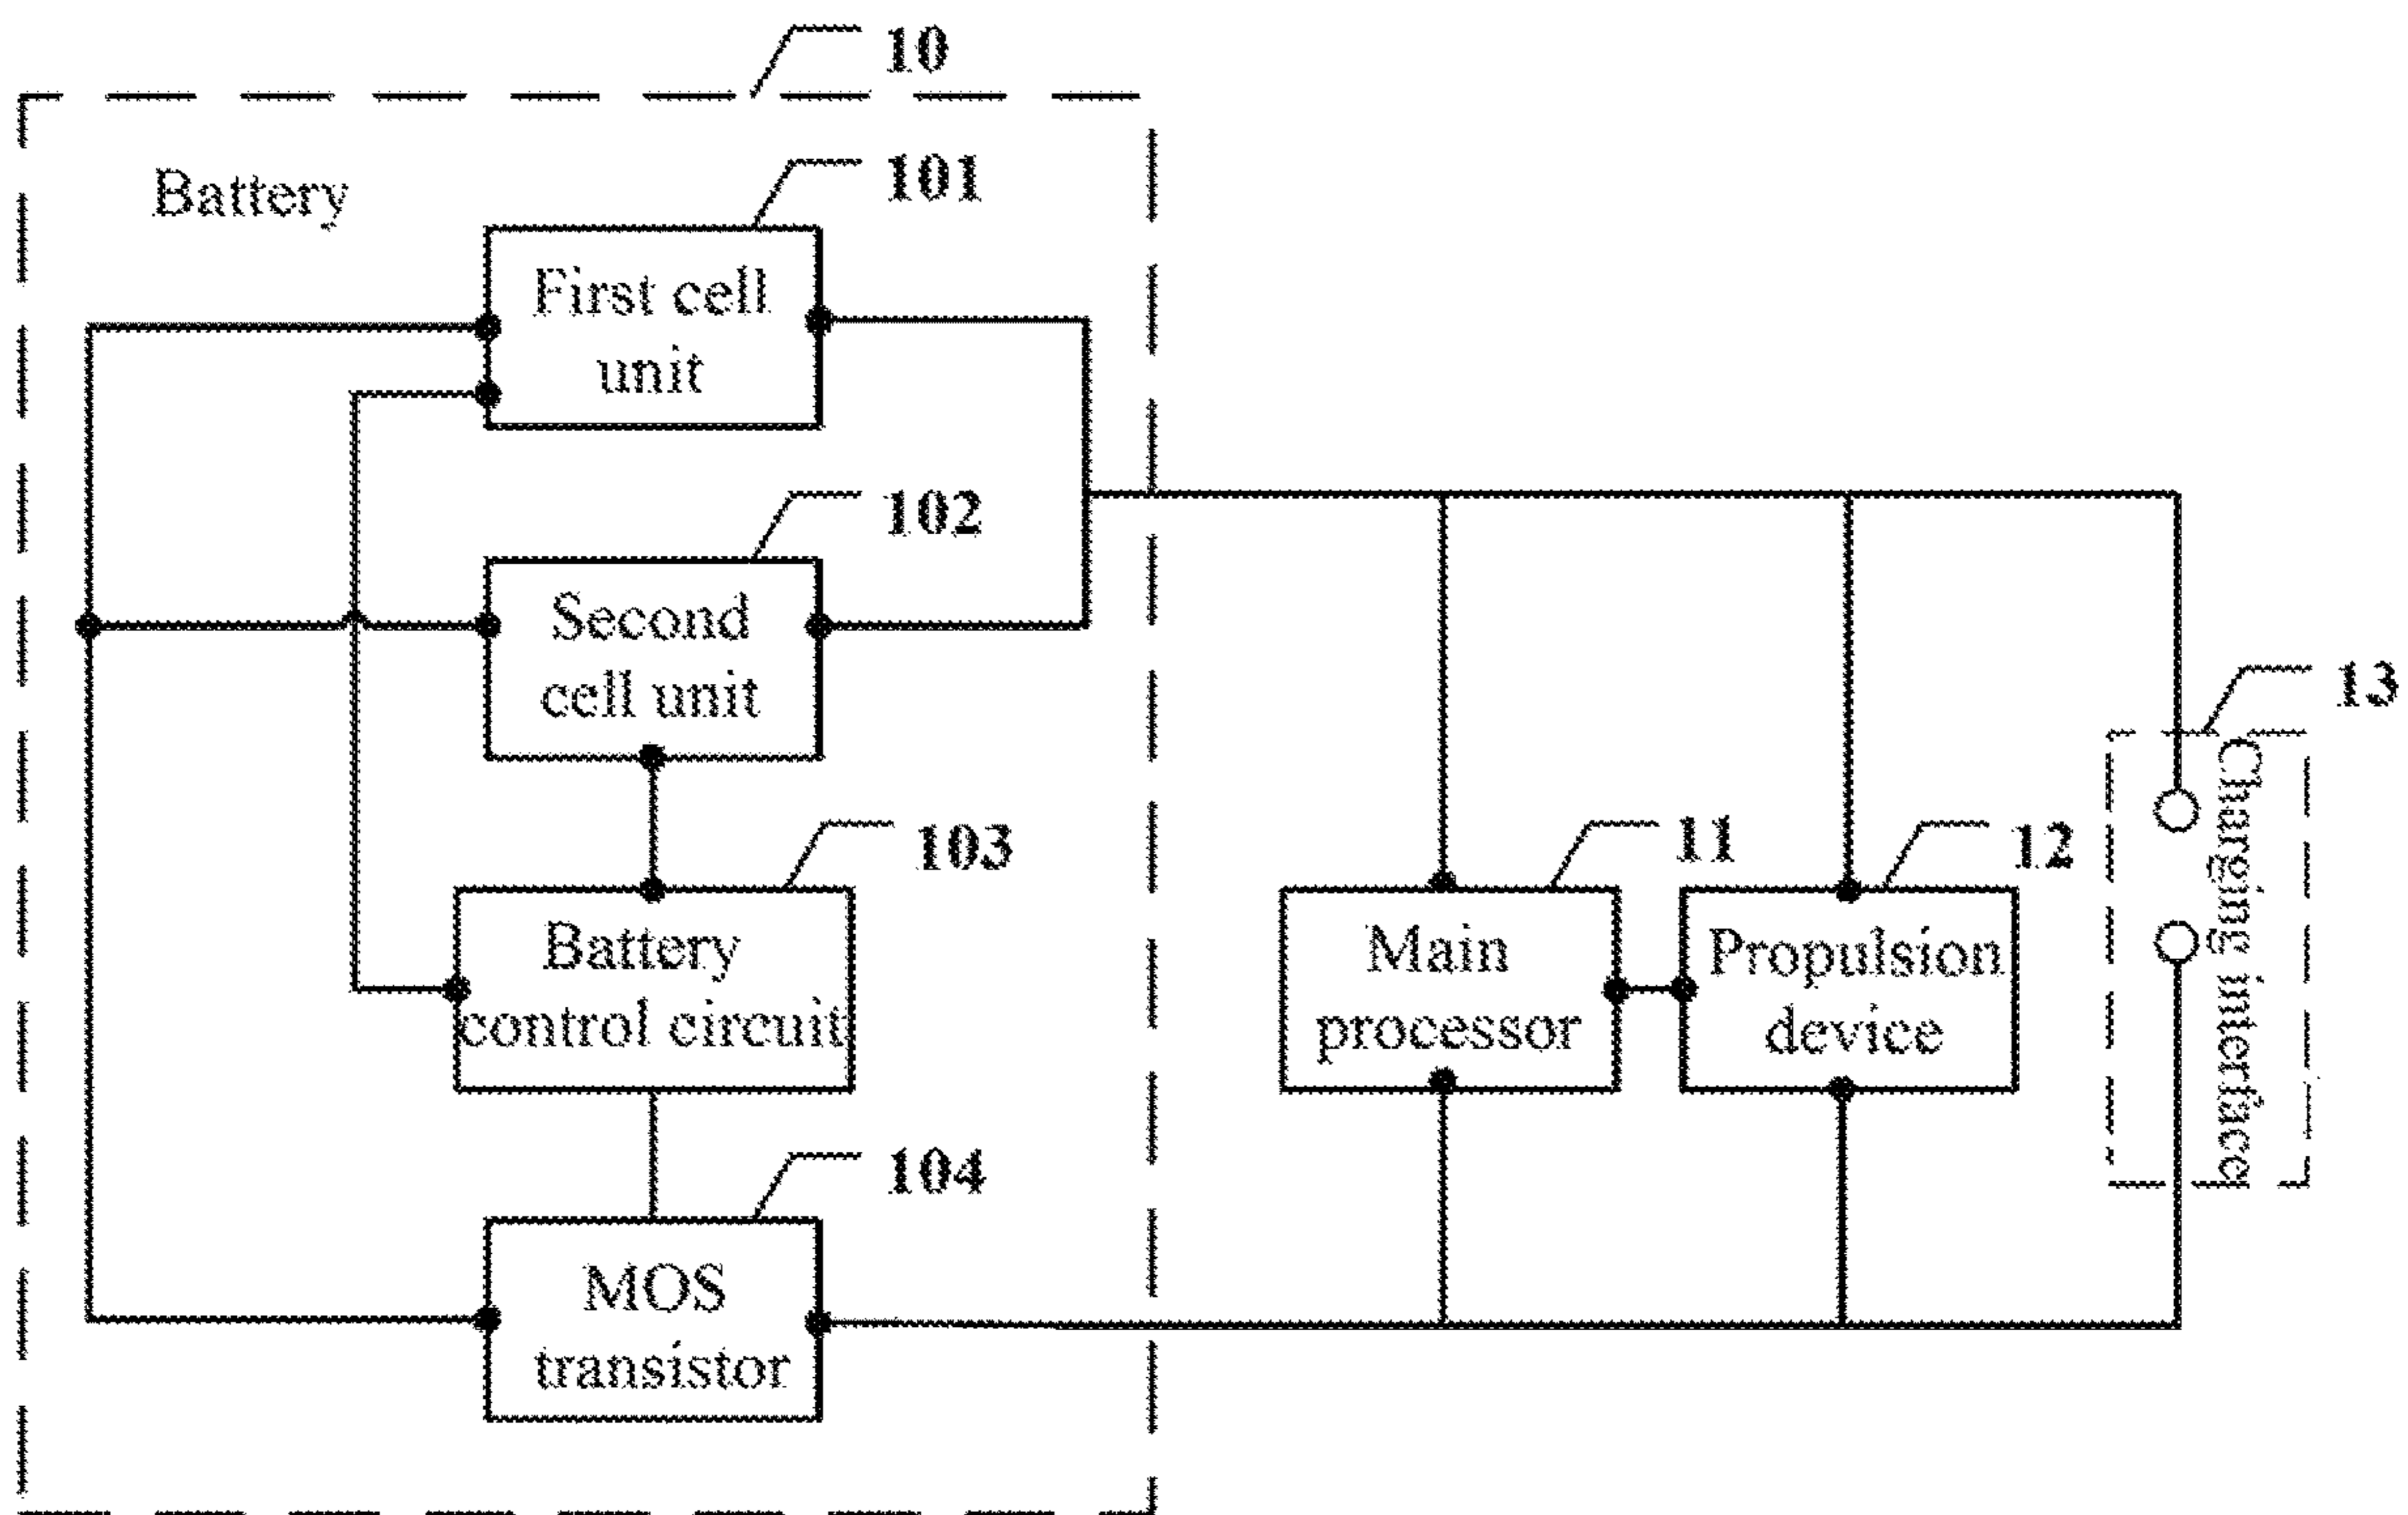 10
Battery
101
First cell
unit
102
Second
cell unit
103
Battery
control circuit
104
MOS
transistor
11
Main
processor
12
Propulsion
device
13
Charging interface